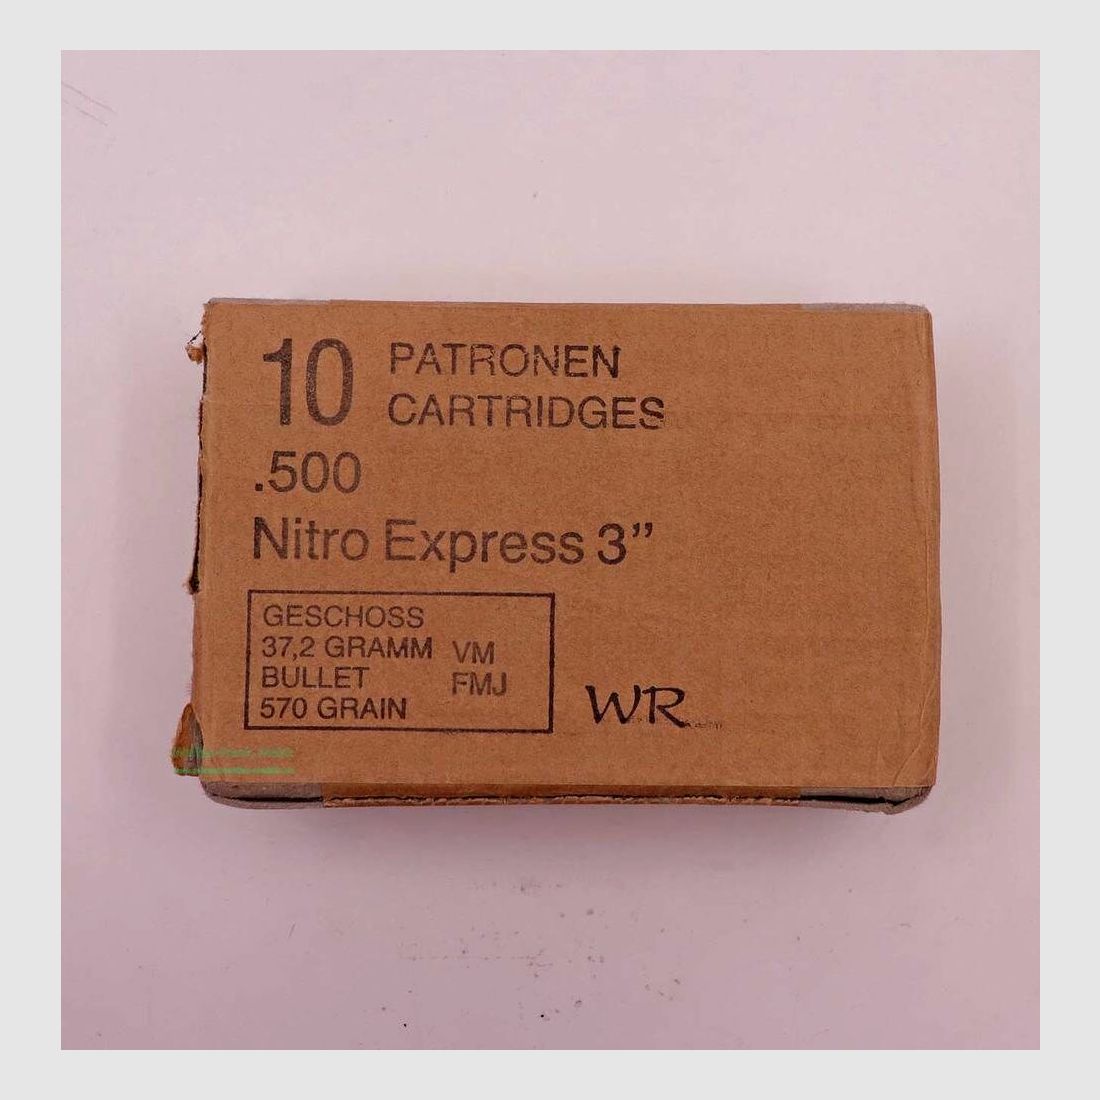 10 PATRONEN
CARTRIDGES
.500
Nitro Express 3”
GESCHOSS
37,2 GRAMM VM
BULLET FMJ
570 GRAIN
WR